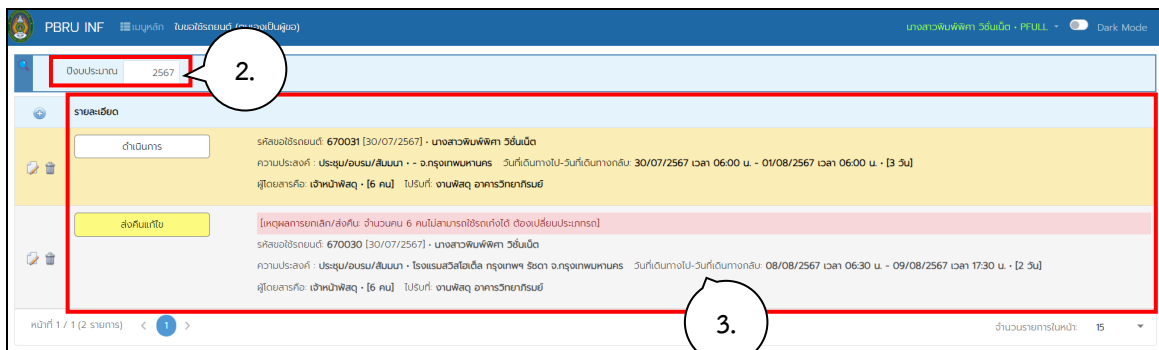 PBRU INF เมนูหลัก ใบขอใช้รถยนต์ (ตนเองเป็นผู้ขอ) นางสาวพิมพ์พิศา วิชั่นเน็ต • PFULL Dark Mode
ปีงบประมาณ 2567
2.
รายละเอียด
ดำเนินการ
รหัสขอใช้รถยนต์: 670031 [30/07/2567] • นางสาวพิมพ์พิศา วิชั่นเน็ต
ความประสงค์ : ประชุม/อบรม/สัมมนา • - จ.กรุงเทพมหานคร วันที่เดินทางไป-วันที่เดินทางกลับ: 30/07/2567 เวลา 06:00 น. - 01/08/2567 เวลา 06:00 น. • [3 วัน]
ผู้โดยสารคือ: เจ้าหน้าพัสดุ • [6 คน] ไปรับที่: งานพัสดุ อาคารวิทยาภิรมย์
ส่งคืนแก้ไข
[เหตุผลการยกเลิก/ส่งคืน: จำนวนคน 6 คนไม่สามารถใช้รถเก๋งได้ ต้องเปลี่ยนประเภทรถ]
รหัสขอใช้รถยนต์: 670030 [30/07/2567] • นางสาวพิมพ์พิศา วิชั่นเน็ต
ความประสงค์ : ประชุม/อบรม/สัมมนา • โรงแรมสวิสโฮเต็ล กรุงเทพฯ รัชดา จ.กรุงเทพมหานคร วันที่เดินทางไป-วันที่เดินทางกลับ: 08/08/2567 เวลา 06:30 น. - 09/08/2567 เวลา 17:30 น. • [2 วัน]
ผู้โดยสารคือ: เจ้าหน้าพัสดุ • [6 คน] ไปรับที่: งานพัสดุ อาคารวิทยาภิรมย์
3.
หน้าที่ 1 / 1 (2 รายการ) < 1 > จำนวนรายการในหน้า: 15